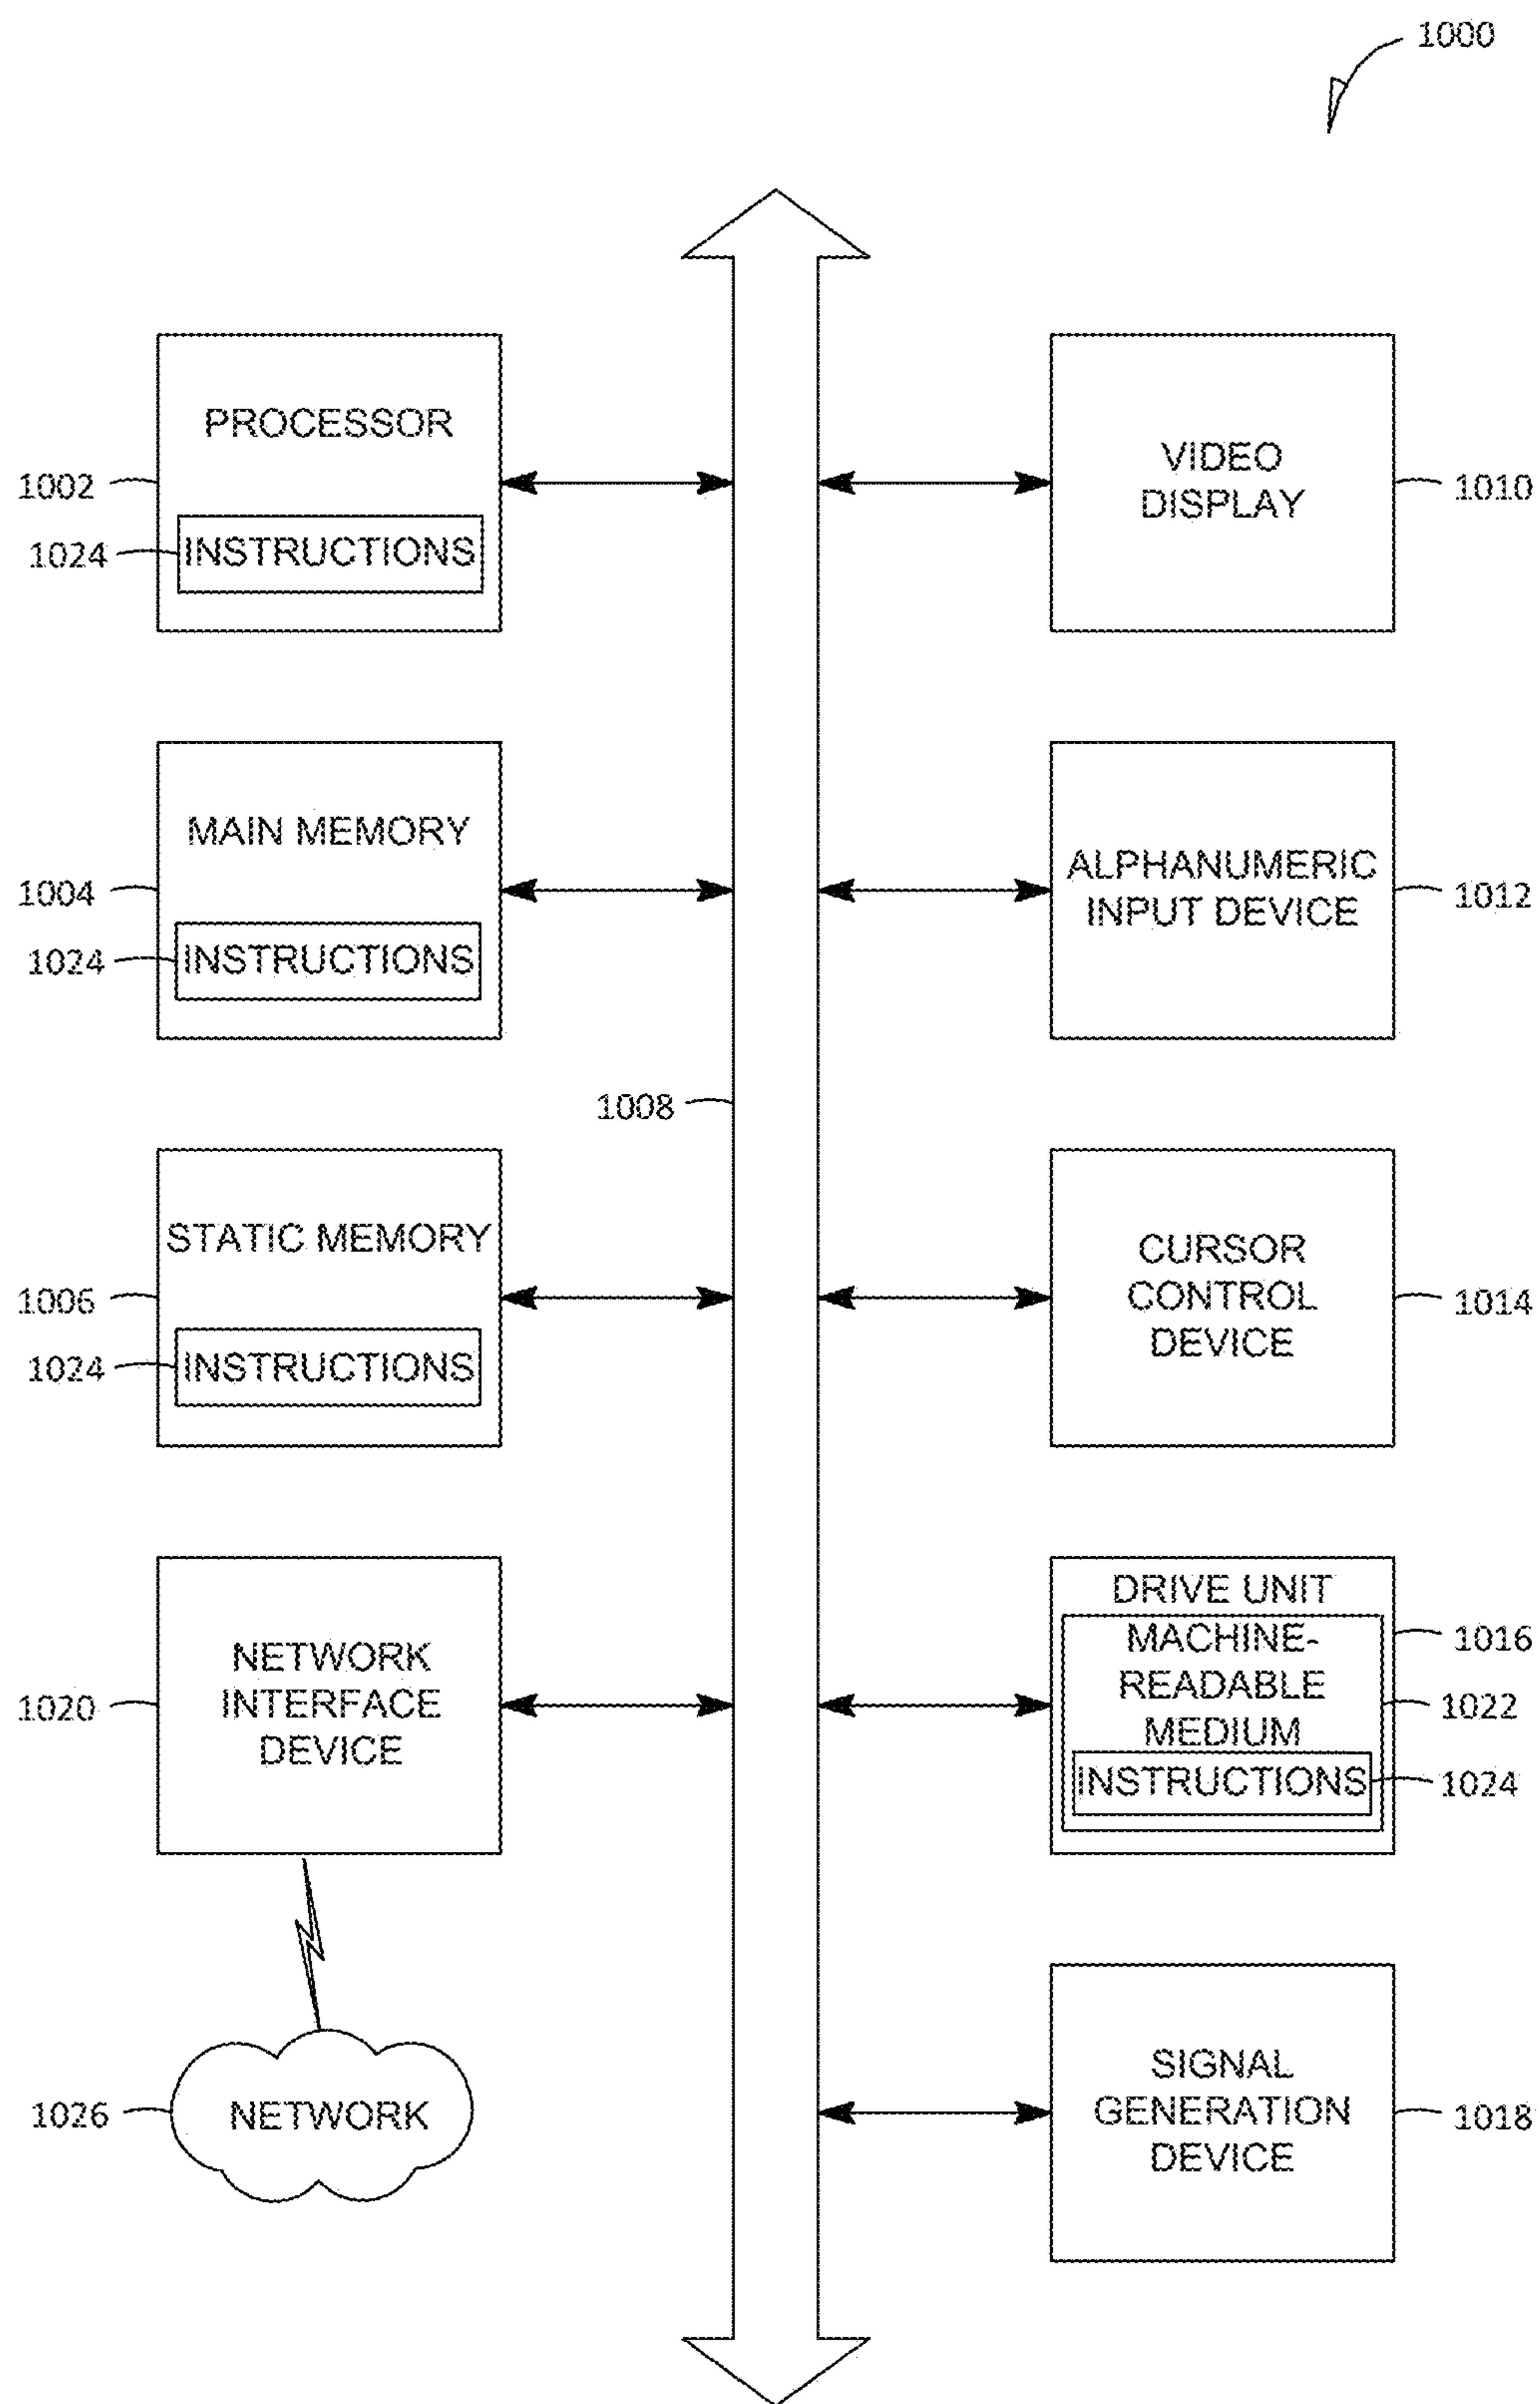 1000
PROCESSOR
1002
1024
INSTRUCTIONS
VIDEO
DISPLAY
1010
MAIN MEMORY
1004
1024
INSTRUCTIONS
ALPHANUMERIC
INPUT DEVICE
1012
1008
STATIC MEMORY
1006
1024
INSTRUCTIONS
CURSOR
CONTROL
DEVICE
1014
NETWORK
INTERFACE
DEVICE
1020
DRIVE UNIT
MACHINE-
READABLE
MEDIUM
INSTRUCTIONS
1016
1022
1024
1026
NETWORK
SIGNAL
GENERATION
DEVICE
1018